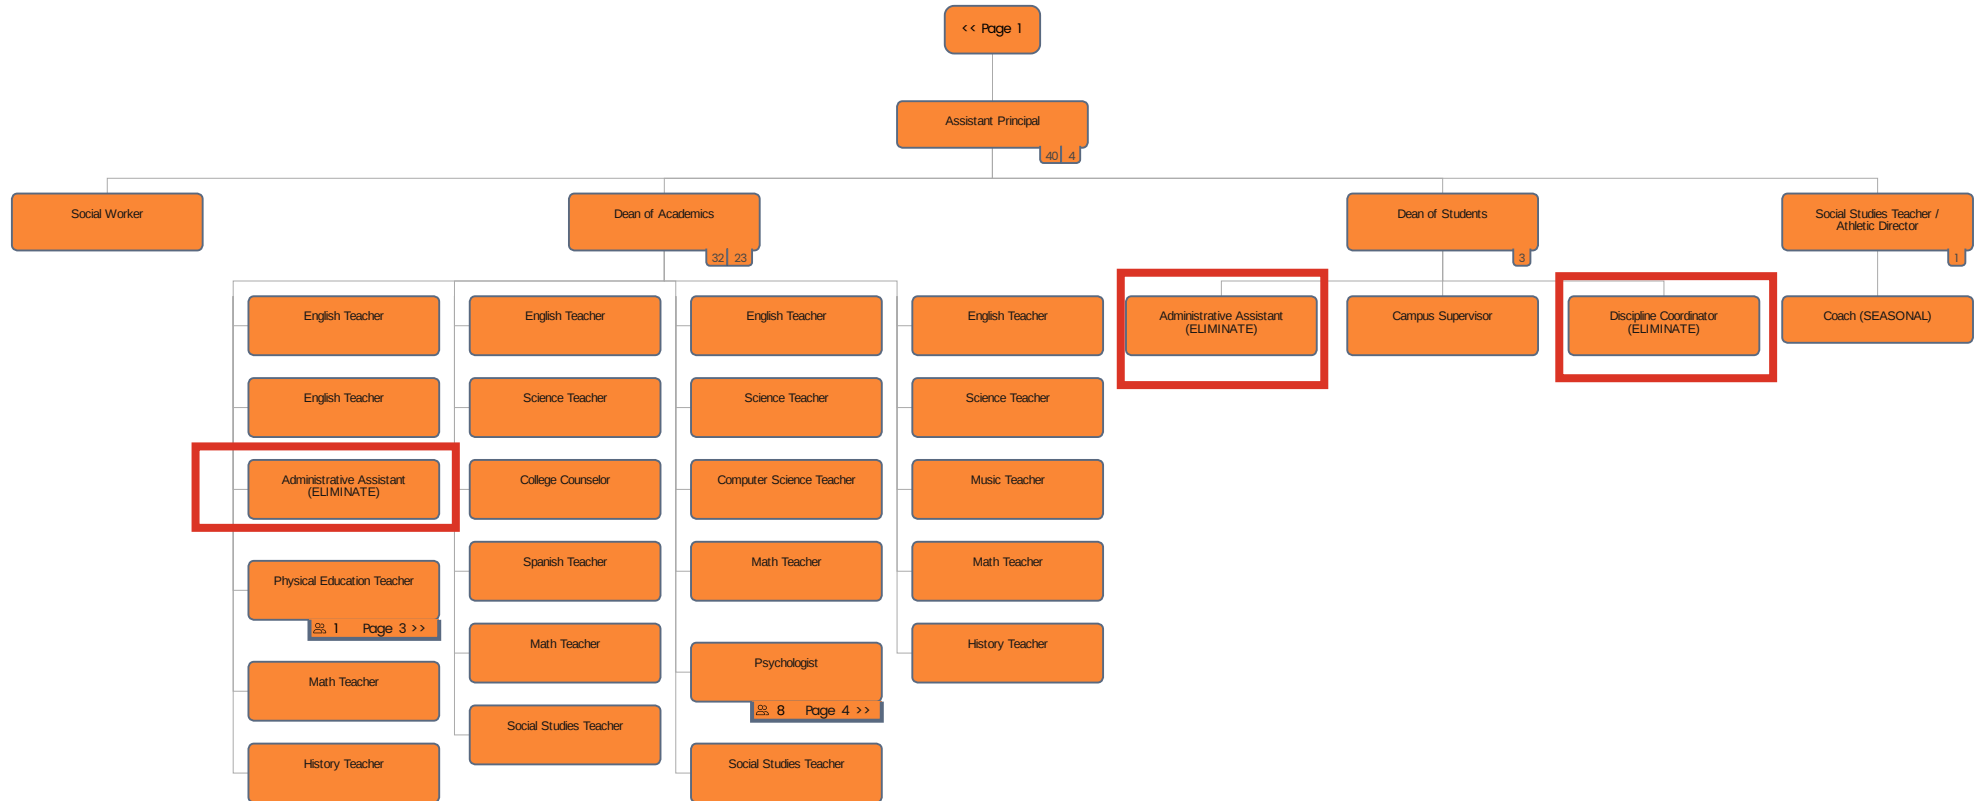 << Page 1
Assistant Principal
40 4
Social Worker
Dean of Academics
32 23
Dean of Students
3
Social Studies Teacher /
Athletic Director
1
English Teacher
English Teacher
Administrative Assistant
(ELIMINATE)
Physical Education Teacher
1 Page 3 >>
Math Teacher
History Teacher
English Teacher
Science Teacher
College Counselor
Spanish Teacher
Math Teacher
Social Studies Teacher
English Teacher
Science Teacher
Computer Science Teacher
Math Teacher
Psychologist
8 Page 4 >>
Social Studies Teacher
English Teacher
Science Teacher
Music Teacher
Math Teacher
History Teacher
Administrative Assistant
(ELIMINATE)
Campus Supervisor
Discipline Coordinator
(ELIMINATE)
Coach (SEASONAL)